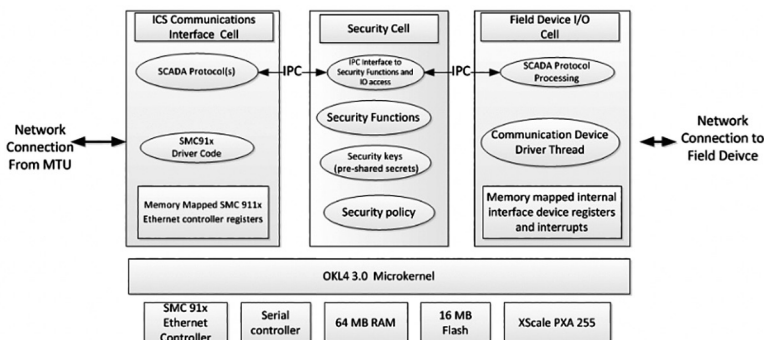 ICS Communications
Interface Cell
SCADA Protocol(s)
SMC91x
Driver Code
Memory Mapped SMC 911x
Ethernet controller registers
Network
Connection
From MTU
IPC
Security Cell
IPC Interface to
Security Functions and
IO access
Security Functions
Security keys
(pre-shared secrets)
Security policy
IPC
Field Device I/O
Cell
SCADA Protocol
Processing
Communication Device
Driver Thread
Memory mapped internal
interface device registers
and interrupts
Network
Connection to
Field Deivce
OKL4 3.0 Microkernel
SMC 91x
Ethernet
Controller
Serial
controller
64 MB RAM
16 MB
Flash
XScale PXA 255